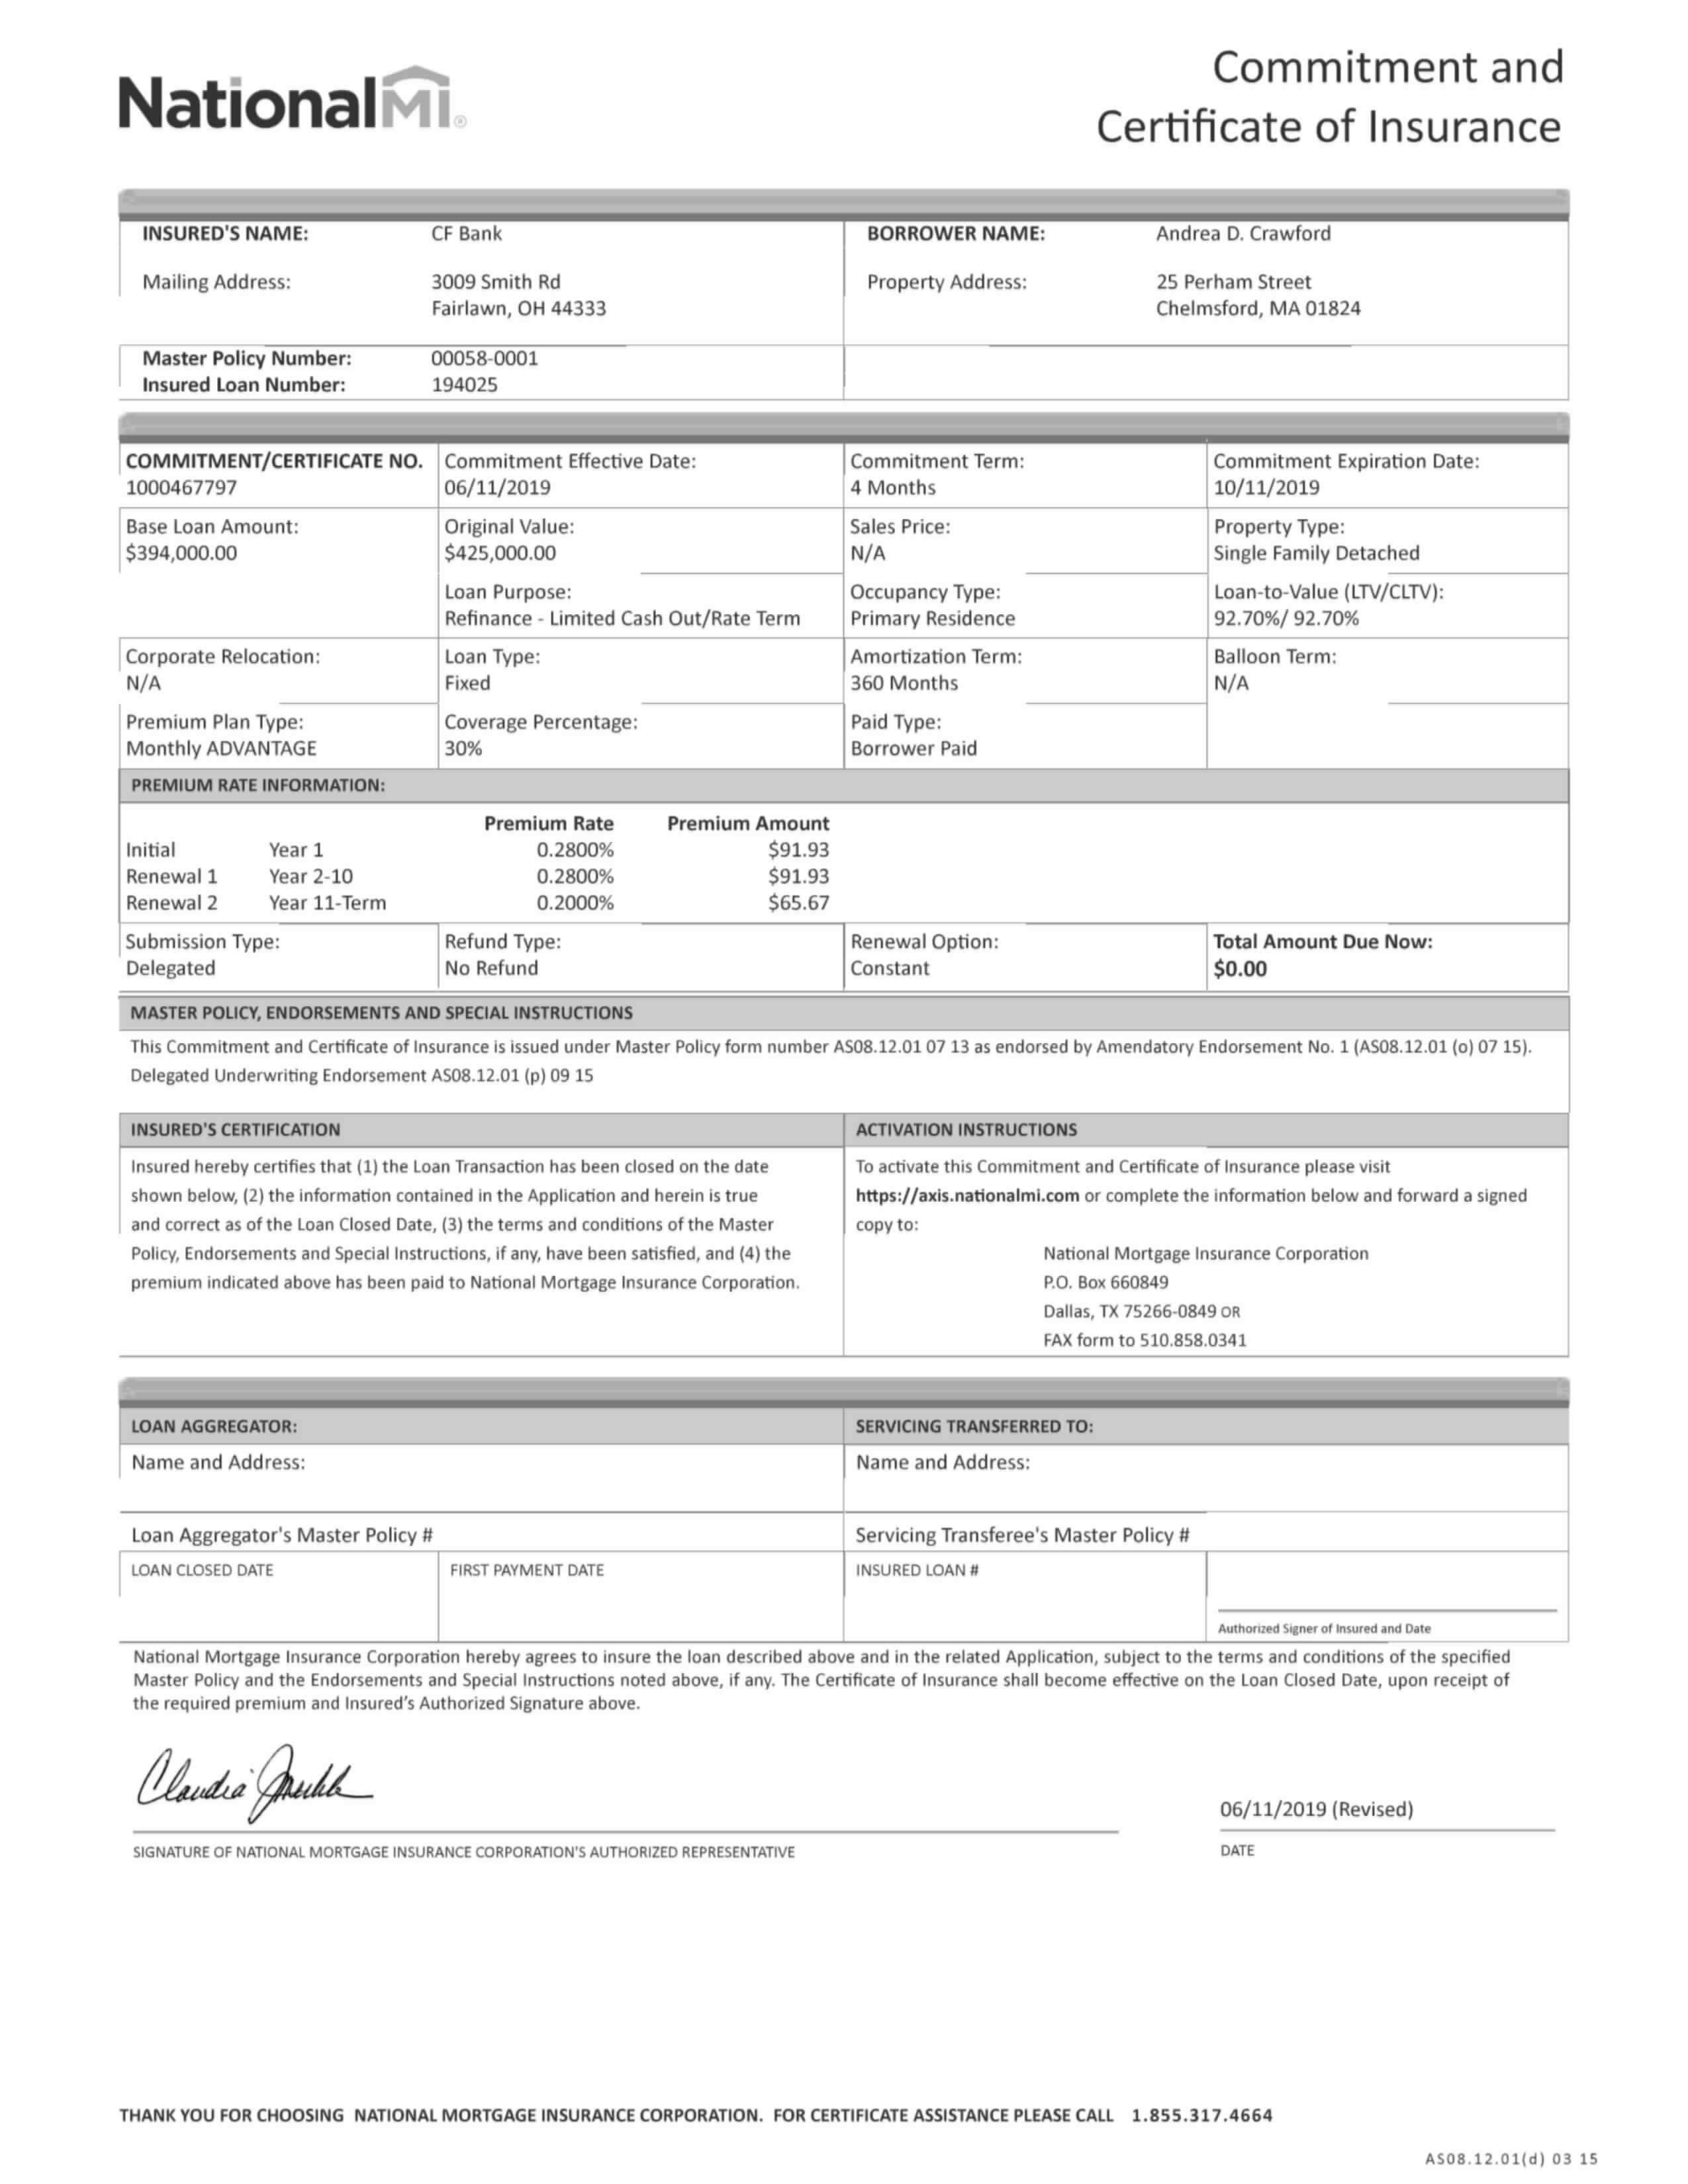 NationalMI®
Commitment and
Certificate of Insurance
INSURED'S NAME: CF Bank
Mailing Address: 3009 Smith Rd
Fairlawn, OH 44333
BORROWER NAME: Andrea D. Crawford
Property Address: 25 Perham Street
Chelmsford, MA 01824
Master Policy Number: 00058-0001
Insured Loan Number: 194025
COMMITMENT/CERTIFICATE NO. Commitment Effective Date: Commitment Term: Commitment Expiration Date:
1000467797 06/11/2019 4 Months 10/11/2019
Base Loan Amount: Original Value: Sales Price: Property Type:
$394,000.00 $425,000.00 N/A Single Family Detached
Loan Purpose: Occupancy Type: Loan-to-Value (LTV/CLTV):
Refinance - Limited Cash Out/Rate Term Primary Residence 92.70%/ 92.70%
Corporate Relocation: Loan Type: Amortization Term: Balloon Term:
N/A Fixed 360 Months N/A
Premium Plan Type: Coverage Percentage: Paid Type:
Monthly ADVANTAGE 30% Borrower Paid
PREMIUM RATE INFORMATION:
Premium Rate Premium Amount
Initial Year 1 0.2800% $91.93
Renewal 1 Year 2-10 0.2800% $91.93
Renewal 2 Year 11-Term 0.2000% $65.67
Submission Type: Refund Type: Renewal Option: Total Amount Due Now:
Delegated No Refund Constant $0.00
MASTER POLICY, ENDORSEMENTS AND SPECIAL INSTRUCTIONS
This Commitment and Certificate of Insurance is issued under Master Policy form number AS08.12.01 07 13 as endorsed by Amendatory Endorsement No. 1 (AS08.12.01 (o) 07 15).
Delegated Underwriting Endorsement AS08.12.01 (p) 09 15
INSURED'S CERTIFICATION
Insured hereby certifies that (1) the Loan Transaction has been closed on the date
shown below, (2) the information contained in the Application and herein is true
and correct as of the Loan Closed Date, (3) the terms and conditions of the Master
Policy, Endorsements and Special Instructions, if any, have been satisfied, and (4) the
premium indicated above has been paid to National Mortgage Insurance Corporation.
ACTIVATION INSTRUCTIONS
To activate this Commitment and Certificate of Insurance please visit
https://axis.nationalmi.com or complete the information below and forward a signed
copy to:
National Mortgage Insurance Corporation
P.O. Box 660849
Dallas, TX 75266-0849 OR
FAX form to 510.858.0341
LOAN AGGREGATOR: SERVICING TRANSFERRED TO:
Name and Address: Name and Address:
Loan Aggregator's Master Policy # Servicing Transferee's Master Policy #
LOAN CLOSED DATE FIRST PAYMENT DATE INSURED LOAN #
Authorized Signer of Insured and Date
National Mortgage Insurance Corporation hereby agrees to insure the loan described above and in the related Application, subject to the terms and conditions of the specified
Master Policy and the Endorsements and Special Instructions noted above, if any. The Certificate of Insurance shall become effective on the Loan Closed Date, upon receipt of
the required premium and Insured's Authorized Signature above.
Claudia
06/11/2019 (Revised)
SIGNATURE OF NATIONAL MORTGAGE INSURANCE CORPORATION'S AUTHORIZED REPRESENTATIVE
DATE
THANK YOU FOR CHOOSING NATIONAL MORTGAGE INSURANCE CORPORATION. FOR CERTIFICATE ASSISTANCE PLEASE CALL 1.855.317.4664
AS08.12.01(d) 03 15